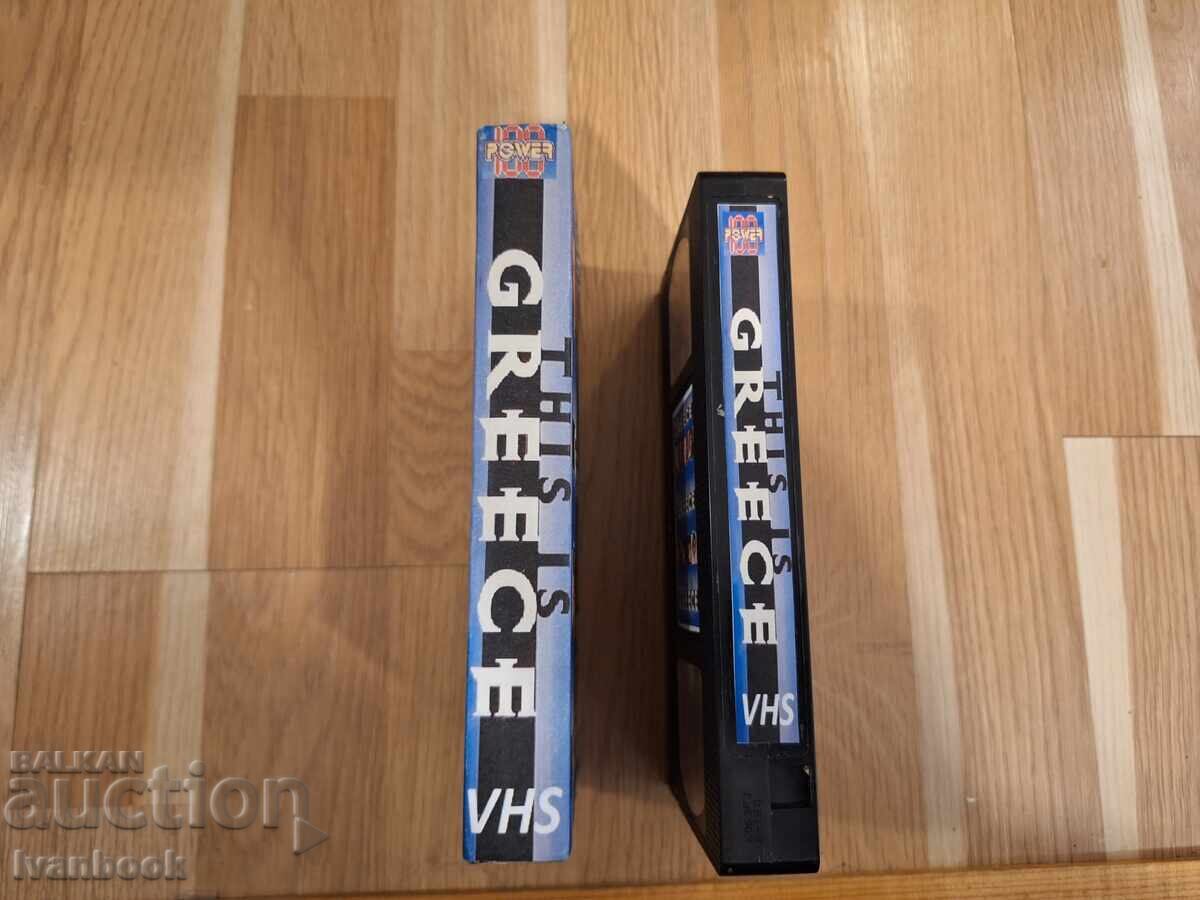 100
POWER
THIS IS
GREECE
VHS
100
POWER
THIS IS
GREECE
VHS
BALKAN
auction
Ivanbook